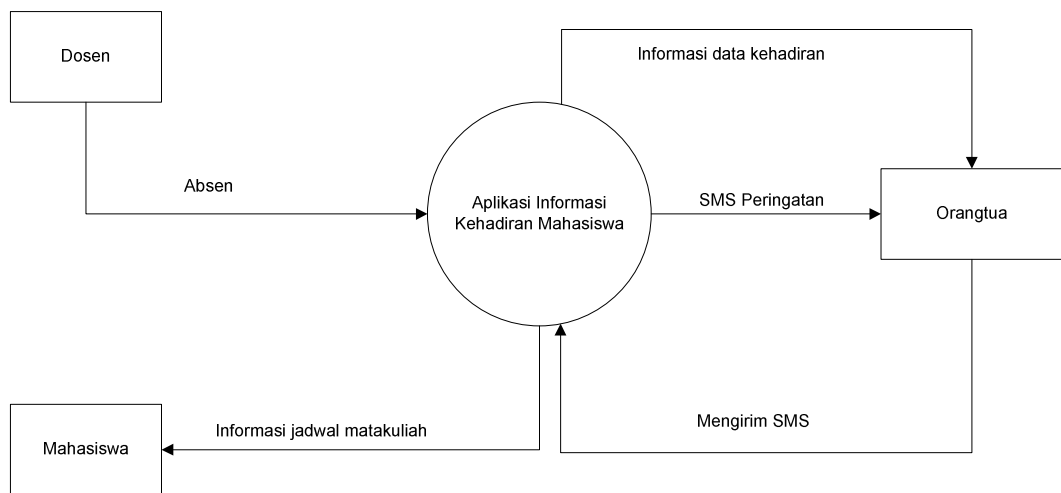 Dosen
Informasi data kehadiran
Absen
Aplikasi Informasi
Kehadiran Mahasiswa
SMS Peringatan
Orangtua
Mahasiswa
Informasi jadwal matakuliah
Mengirim SMS